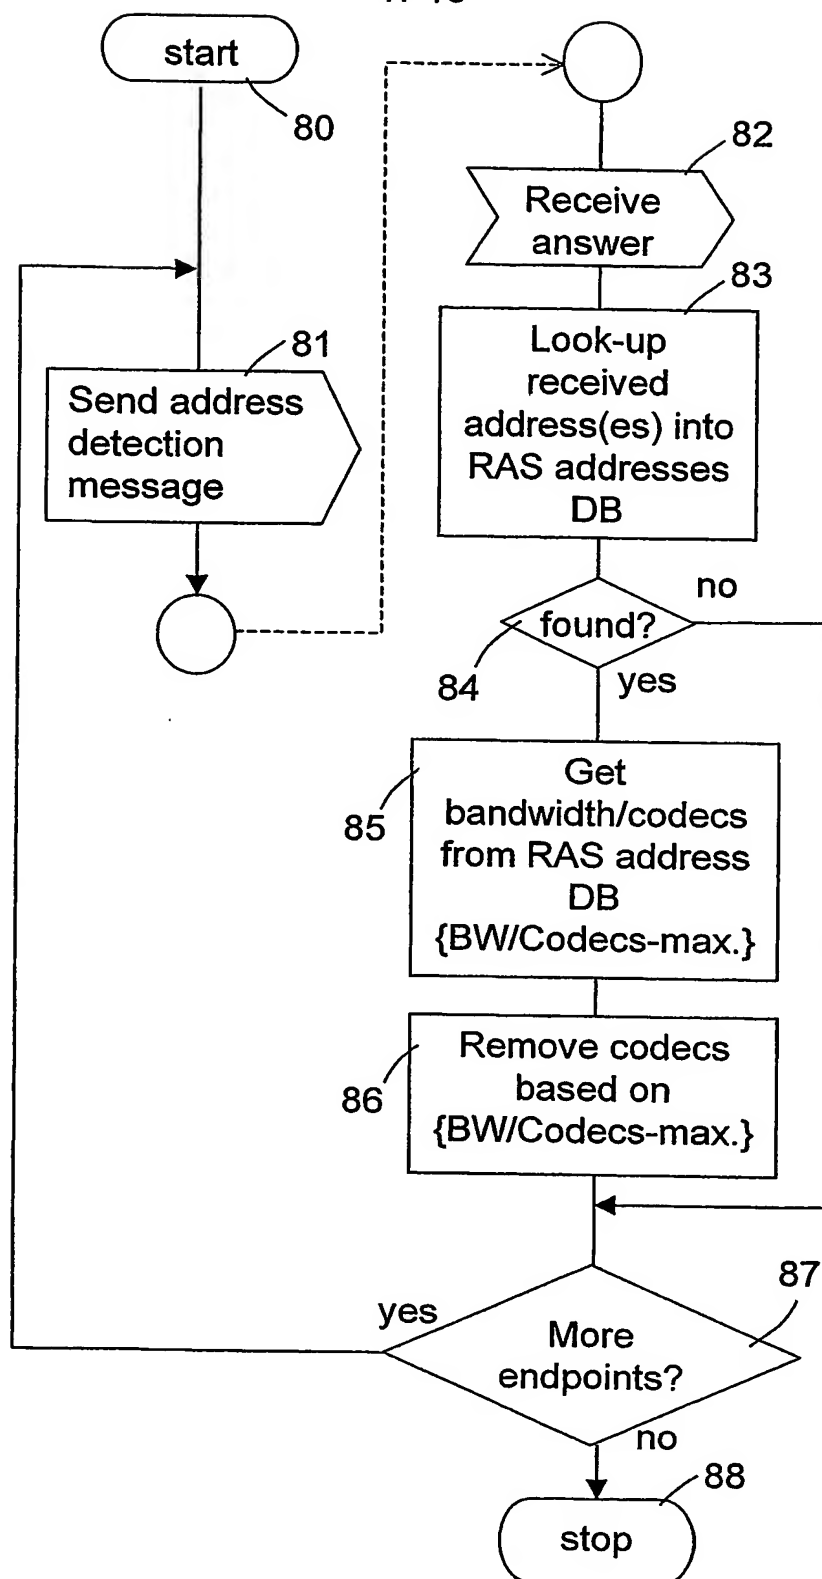 start
80
81
Send address
detection
message
82
Receive
answer
83
Look-up
received
address(es) into
RAS addresses
DB
no
found?
84
yes
85
Get
bandwidth/codecs
from RAS address
DB
{BW/Codecs-max.}
86
Remove codecs
based on
{BW/Codecs-max.}
87
yes
More
endpoints?
no
88
stop